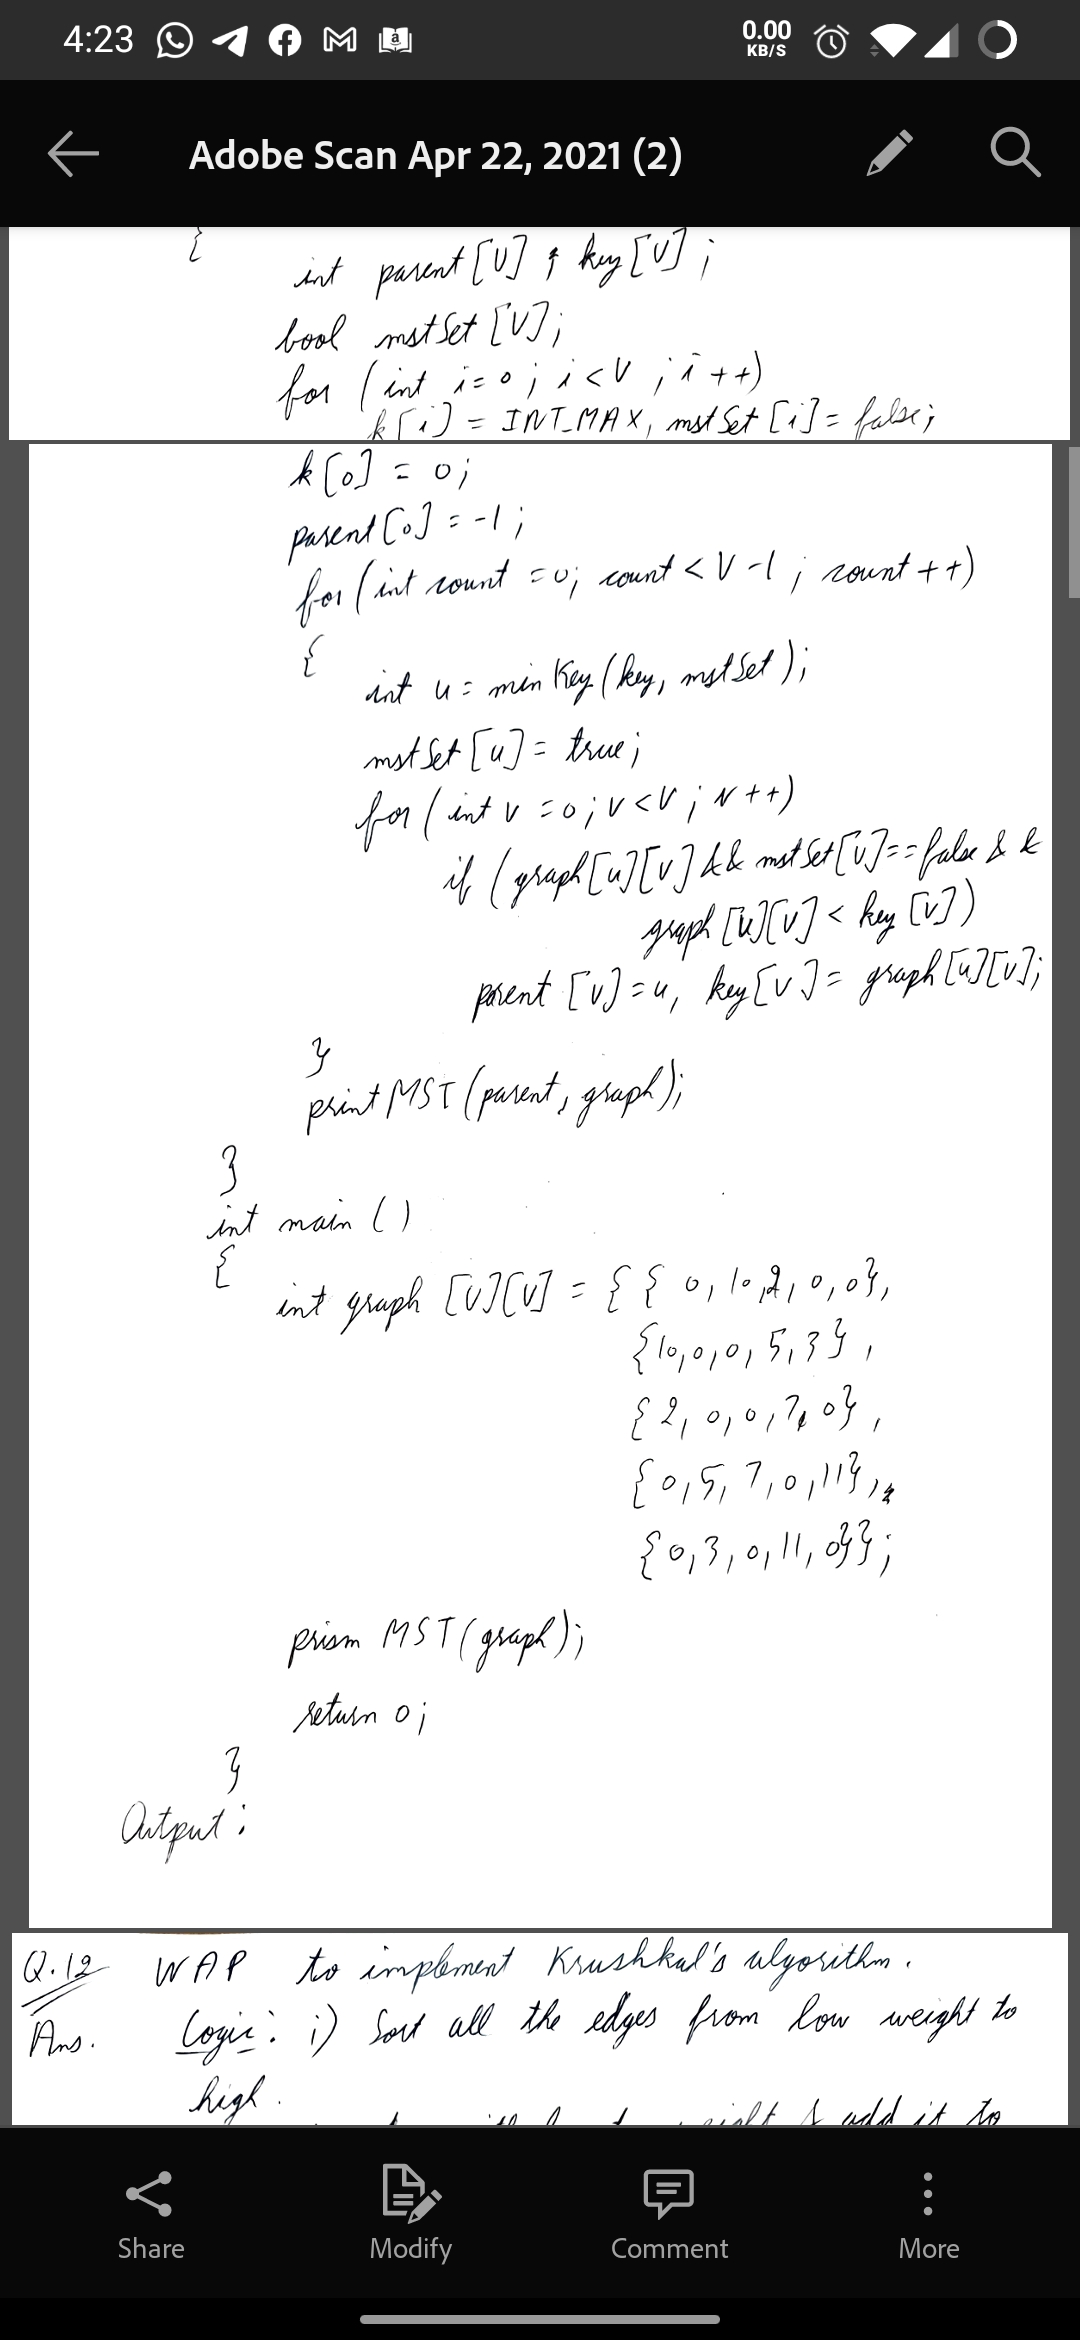 4:23
0.00
KB/S
Adobe Scan Apr 22, 2021 (2)
{
int parent [V] , key [V] ;
bool mstSet [V];
for (int i=0; i<V ; i++)
k[i] = INT_MAX, mstSet [i] = false;
k[0] = 0;
parent[0] = -1;
for (int count =0; count < V-1 ; count ++)
{
int u = minKey (key, mstSet );
mstSet [u] = true;
for (int v =0; v<V ; v++)
if (graph[u][v] && mstSet[v]==false &&
graph [u][v] < key [v])
parent [v]=u, key[v]= graph[u][v];
}
print MST (parent, graph);
}
int main ()
{
int graph [V][V] = { { 0, 10, 2, 0, 0},
{10, 0, 0, 5, 3} ,
{ 2, 0, 0, 7, 0} ,
{0, 5, 7, 0, 11} ,
{0, 3, 0, 11, 0}};
prism MST (graph);
return 0;
}
Output :
Q.12 WAP to implement Krushkal's algorithm.
Ans. Logic : i) Sort all the edges from low weight to
high.
add it to
Share
Modify
Comment
More